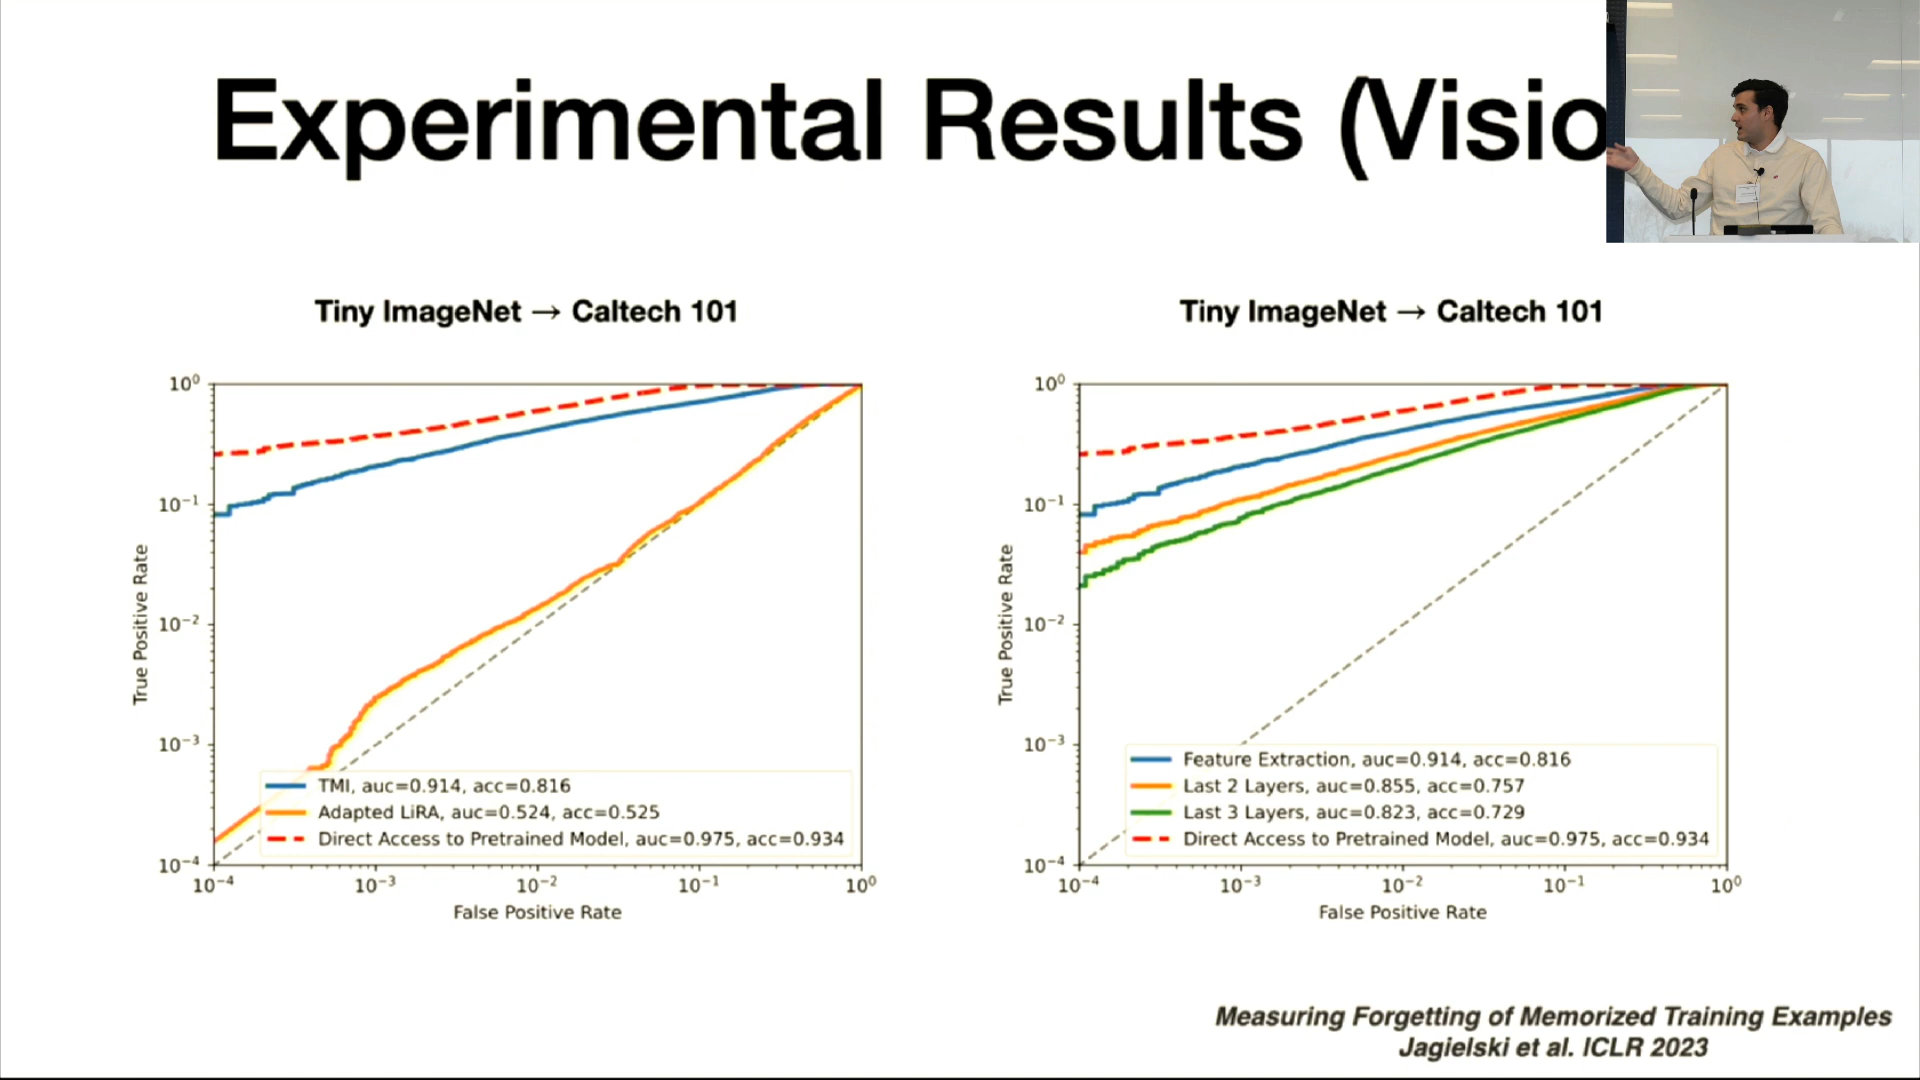 Experimental Results (Visio
Tiny ImageNet → Caltech 101
10⁰
10⁻¹
10⁻²
10⁻³
10⁻⁴
True Positive Rate
TMI, auc=0.914, acc=0.816
Adapted LiRA, auc=0.524, acc=0.525
Direct Access to Pretrained Model, auc=0.975, acc=0.934
10⁻⁴ 10⁻³ 10⁻² 10⁻¹ 10⁰
False Positive Rate
Tiny ImageNet → Caltech 101
10⁰
10⁻¹
10⁻²
10⁻³
10⁻⁴
True Positive Rate
Feature Extraction, auc=0.914, acc=0.816
Last 2 Layers, auc=0.855, acc=0.757
Last 3 Layers, auc=0.823, acc=0.729
Direct Access to Pretrained Model, auc=0.975, acc=0.934
10⁻⁴ 10⁻³ 10⁻² 10⁻¹ 10⁰
False Positive Rate
Measuring Forgetting of Memorized Training Examples
Jagielski et al. ICLR 2023